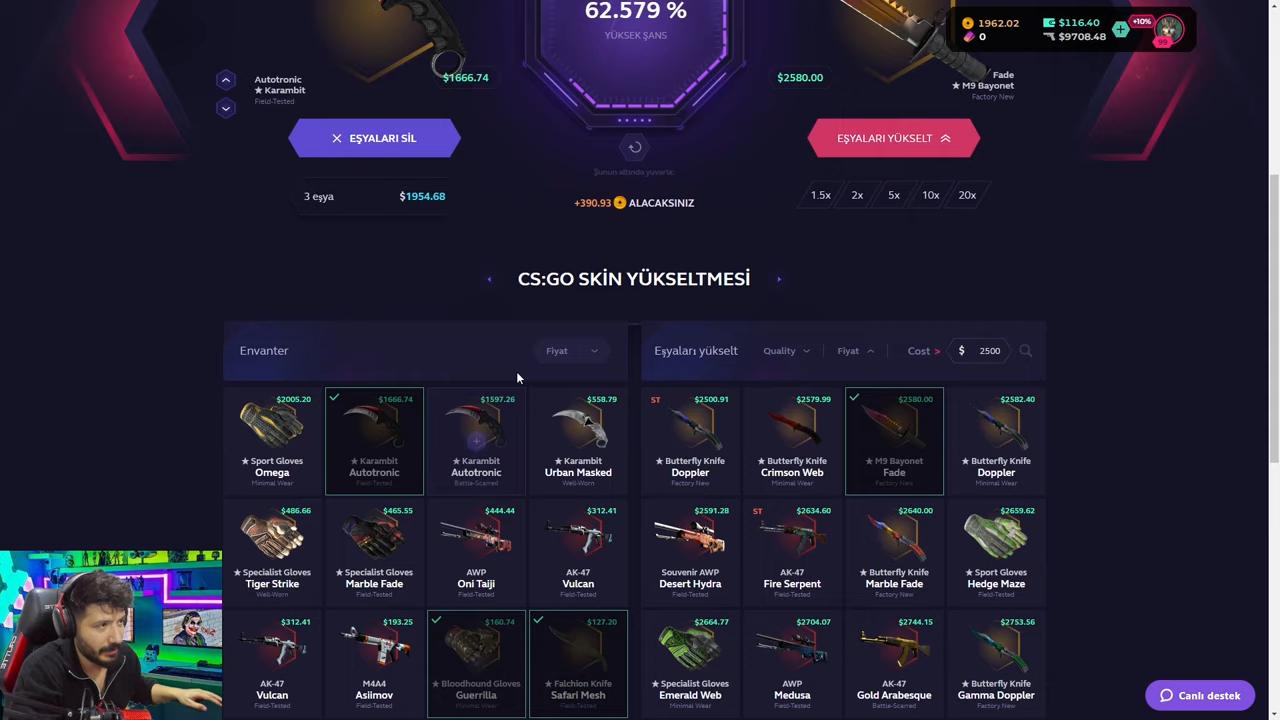 62.579 %
YÜKSEK ŞANS
1962.02
0
$116.40
$9708.48
+10%
99
Autotronic
★ Karambit
Field-Tested
$1666.74
$2580.00
Fade
★ M9 Bayonet
Factory New
EŞYALARI SİL
EŞYALARI YÜKSELT
Şunun altında yuvarla:
3 eşya
$1954.68
+390.93 ALACAKSINIZ
1.5x
2x
5x
10x
20x
CS:GO SKİN YÜKSELTMESİ
Envanter
Fiyat
Eşyaları yükselt
Quality
Fiyat
Cost >
$ 2500
$2005.20
★ Sport Gloves
Omega
Minimal Wear
$1666.74
★ Karambit
Autotronic
Field-Tested
$1597.26
★ Karambit
Autotronic
Battle-Scarred
$558.79
★ Karambit
Urban Masked
Well-Worn
ST
$2500.91
★ Butterfly Knife
Doppler
Factory New
$2579.99
★ Butterfly Knife
Crimson Web
Minimal Wear
$2580.00
★ M9 Bayonet
Fade
Factory New
$2582.40
★ Butterfly Knife
Doppler
Minimal Wear
$486.66
★ Specialist Gloves
Tiger Strike
Well-Worn
$465.55
★ Specialist Gloves
Marble Fade
Field-Tested
$444.44
AWP
Oni Taiji
Field-Tested
$312.41
AK-47
Vulcan
Field-Tested
$2591.28
Souvenir AWP
Desert Hydra
Field-Tested
ST
$2634.60
AK-47
Fire Serpent
Field-Tested
$2640.00
★ Butterfly Knife
Marble Fade
Factory New
$2659.62
★ Sport Gloves
Hedge Maze
Field-Tested
$312.41
AK-47
Vulcan
Field-Tested
$193.25
M4A4
Asiimov
Field-Tested
$160.74
★ Bloodhound Gloves
Guerrilla
Minimal Wear
$127.20
★ Falchion Knife
Safari Mesh
Field-Tested
$2664.77
★ Specialist Gloves
Emerald Web
Field-Tested
$2704.07
AWP
Medusa
Field-Tested
$2744.15
AK-47
Gold Arabesque
Battle-Scarred
$2753.56
★ Butterfly Knife
Gamma Doppler
Factory New
Canlı destek